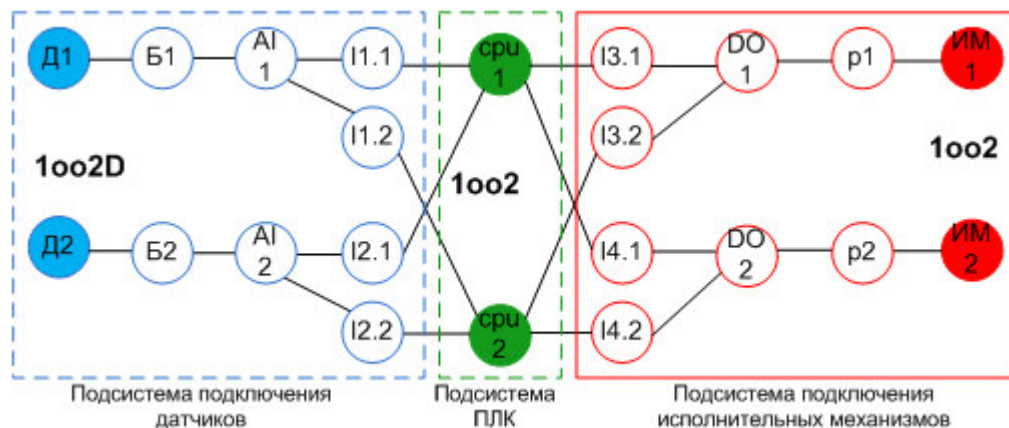 Д1 Б1 AI 1 I1.1 cpu 1 I3.1 DO 1 p1 ИМ 1
I1.2 I3.2
1oo2D 1oo2 1oo2
Д2 Б2 AI 2 I2.1 I4.1 DO 2 p2 ИМ 2
I2.2 cpu 2 I4.2
Подсистема подключения датчиков
Подсистема ПЛК
Подсистема подключения исполнительных механизмов